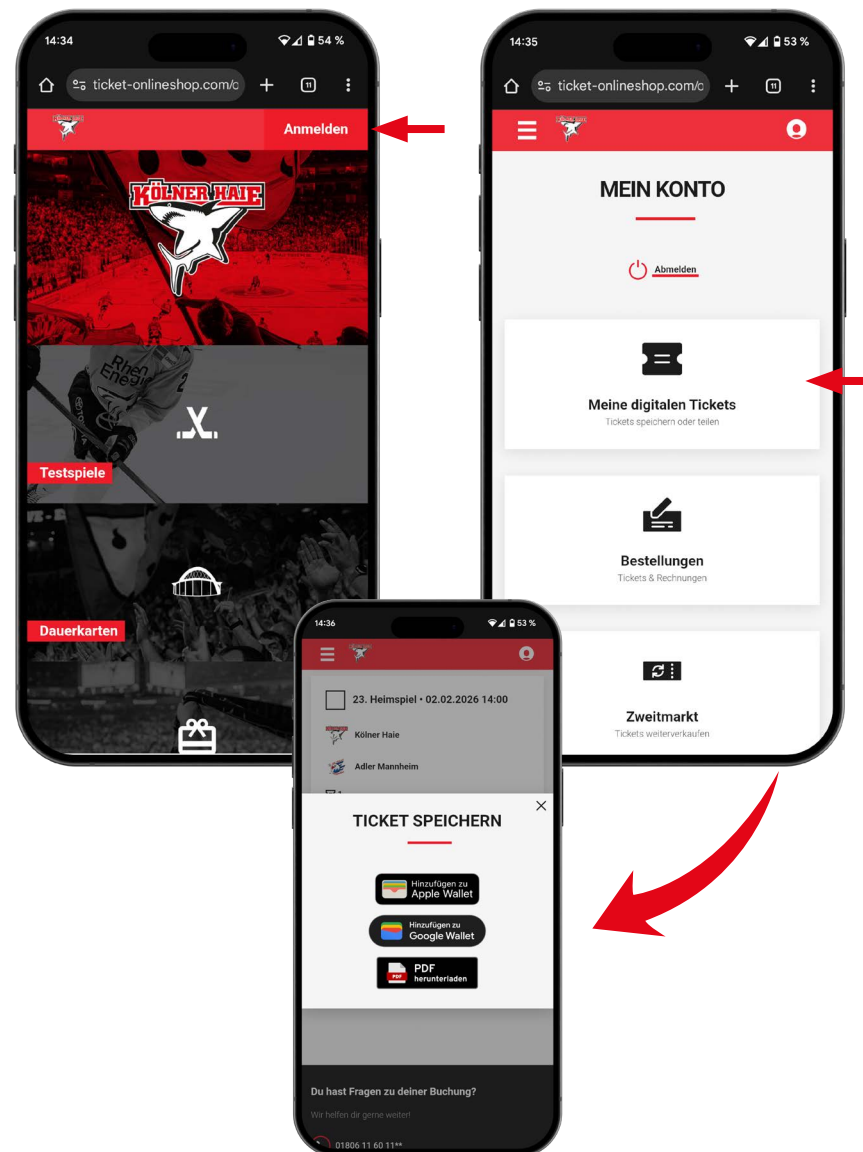 14:34
54 %
ticket-onlineshop.com/c
11
Anmelden
KÖLNER HAIE
Rhein
Energie
Testspiele
Dauerkarten
14:35
53 %
ticket-onlineshop.com/c
11
MEIN KONTO
Abmelden
Meine digitalen Tickets
Tickets speichern oder teilen
Bestellungen
Tickets & Rechnungen
Zweitmarkt
Tickets weiterverkaufen
14:36
53 %
23. Heimspiel • 02.02.2026 14:00
Kölner Haie
Adler Mannheim
TICKET SPEICHERN
Hinzufügen zu
Apple Wallet
Hinzufügen zu
Google Wallet
PDF
PDF
herunterladen
Du hast Fragen zu deiner Buchung?
Wir helfen dir gerne weiter!
01806 11 60 11**